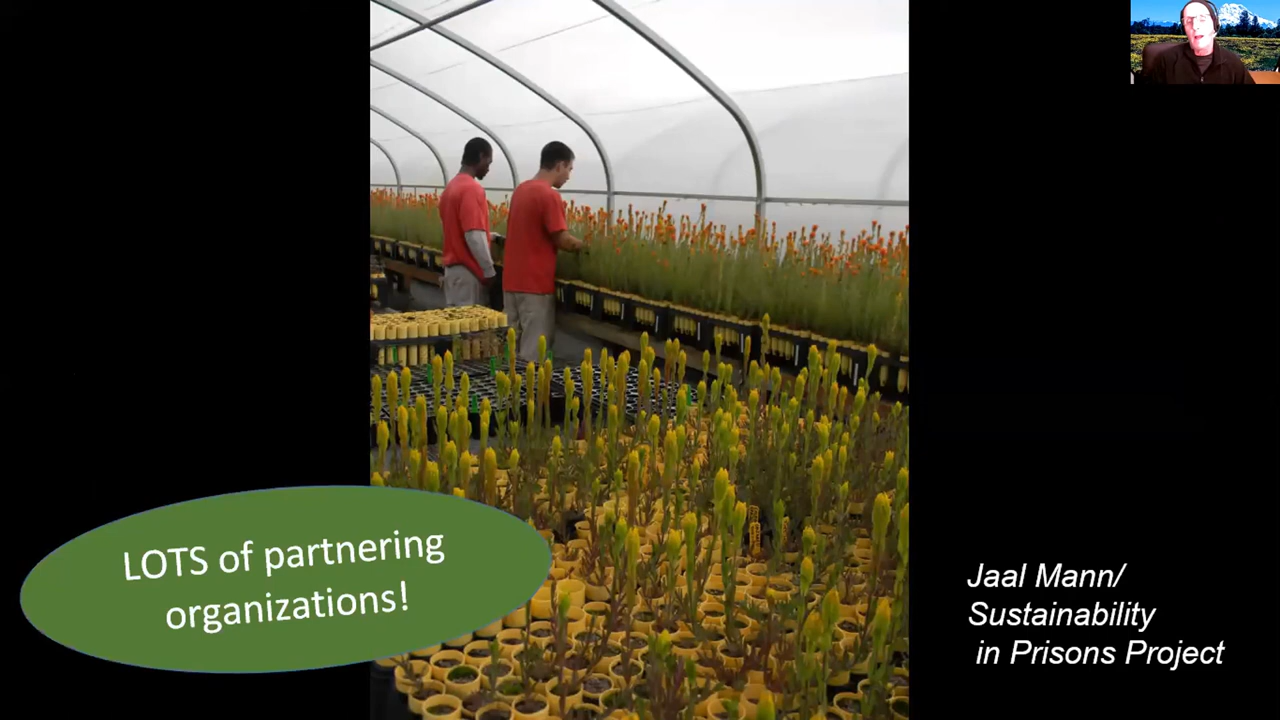 LOTS of partnering
organizations!
Jaal Mann/
Sustainability
in Prisons Project